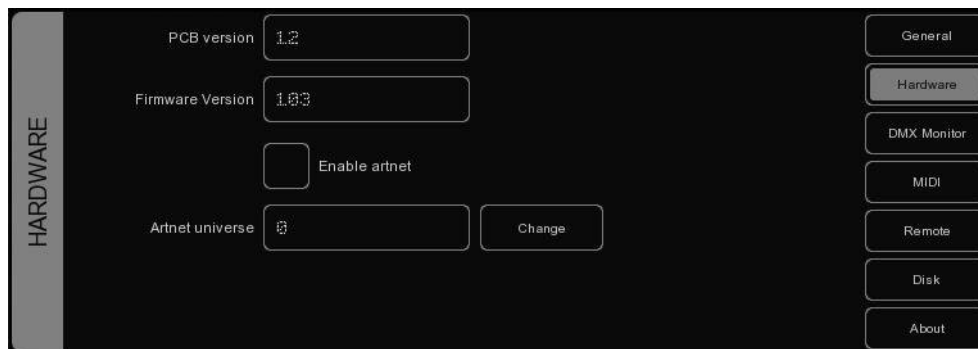 HARDWARE
PCB version 1.2
Firmware Version 1.03
Enable artnet
Artnet universe 0 Change
General
Hardware
DMX Monitor
MIDI
Remote
Disk
About